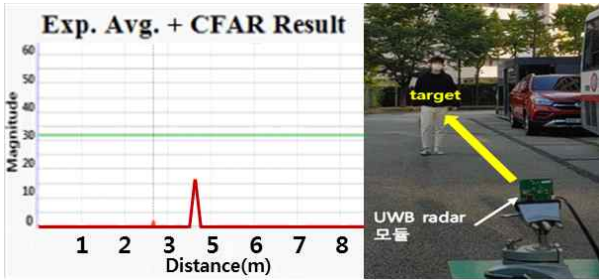 Exp. Avg. + CFAR Result
Magnitude
60
50
40
30
20
10
0
1 2 3 5 6 7 8
Distance(m)
target
UWB radar
모듈